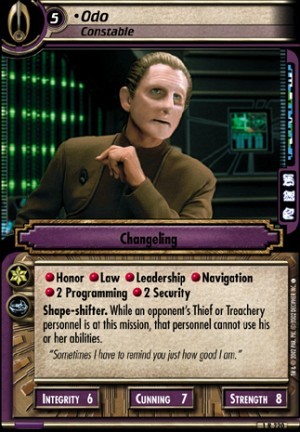 5
•Odo
Constable
Changeling
Honor Law Leadership Navigation
2 Programming 2 Security
Shape-shifter. While an opponent's Thief or Treachery
personnel is at this mission, that personnel cannot use his
or her abilities.
"Sometimes I have to remind you just how good I am."
INTEGRITY 6 CUNNING 7 STRENGTH 8